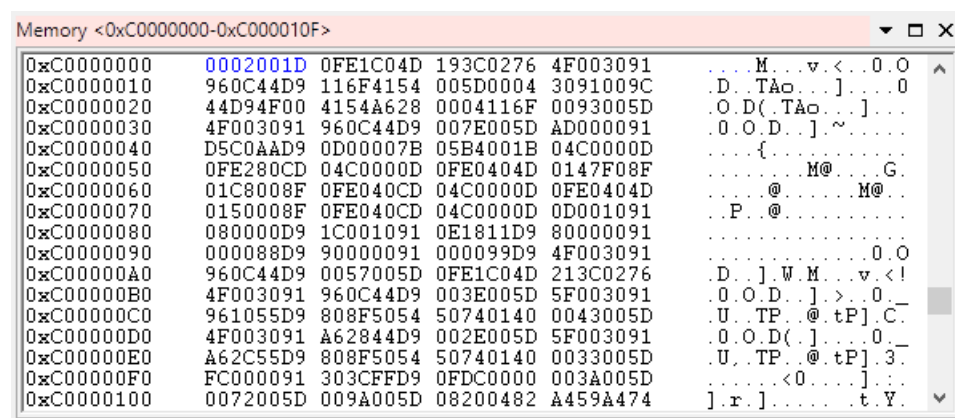 Memory <0xC0000000-0xC000010F>
0xC0000000 0002001D 0FE1C04D 193C0276 4F003091 ....M...v.<..0.O
0xC0000010 960C44D9 116F4154 005D0004 3091009C .D..TAo...]....0
0xC0000020 44D94F00 4154A628 0004116F 0093005D .O.D(.TAo...]...
0xC0000030 4F003091 960C44D9 007E005D AD000091 .0.O.D..].~.....
0xC0000040 D5C0AAD9 0D00007B 05B4001B 04C0000D ....{...........
0xC0000050 0FE280CD 04C0000D 0FE0404D 0147F08F ........M@....G.
0xC0000060 01C8008F 0FE040CD 04C0000D 0FE0404D .....@......M@..
0xC0000070 0150008F 0FE040CD 04C0000D 0D001091 ..P..@..........
0xC0000080 080000D9 1C001091 0E1811D9 80000091 ................
0xC0000090 000088D9 90000091 000099D9 4F003091 .............0.O
0xC00000A0 960C44D9 0057005D 0FE1C04D 213C0276 .D..].W.M...v.<!
0xC00000B0 4F003091 960C44D9 003E005D 5F003091 .0.O.D..].>..0._
0xC00000C0 961055D9 808F5054 50740140 0043005D .U..TP..@.tP].C.
0xC00000D0 4F003091 A62844D9 002E005D 5F003091 .0.O.D(.]....0._
0xC00000E0 A62C55D9 808F5054 50740140 0033005D .U,.TP..@.tP].3.
0xC00000F0 FC000091 303CFFD9 0FDC0000 003A005D ......<0....].:.
0xC0000100 0072005D 009A005D 08200482 A459A474 ].r.]..... .t.Y.